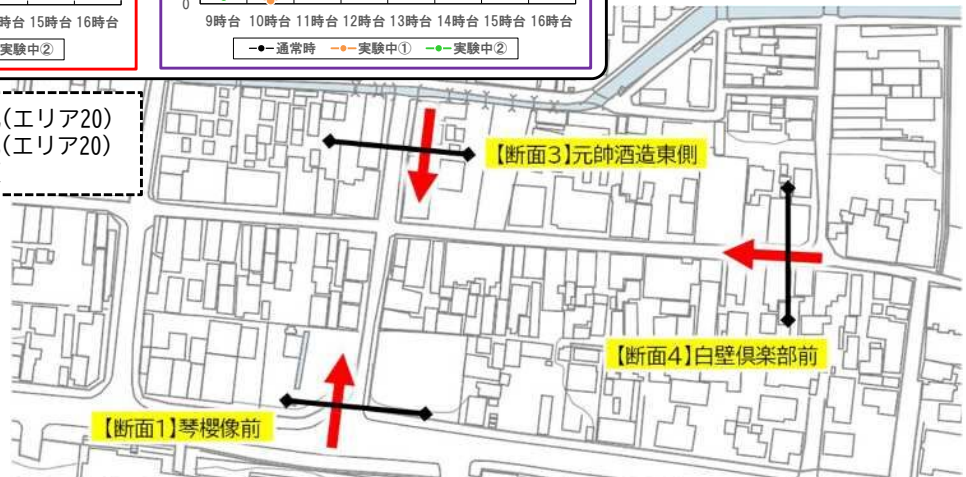 時台 15時台 16時台
実験中②
0
9時台 10時台 11時台 12時台 13時台 14時台 15時台 16時台
通常時 実験中① 実験中②
(エリア20)
(エリア20)
【断面3】元帥酒造東側
【断面4】白壁倶楽部前
【断面1】琴櫻像前